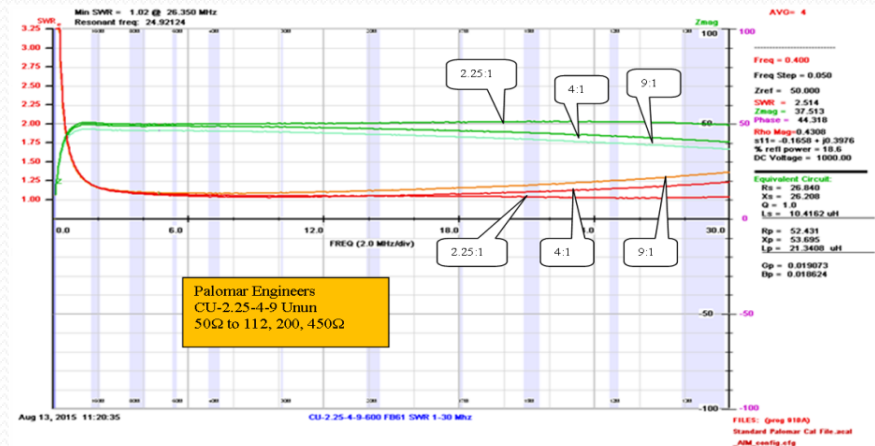 Min SWR = 1.02 @ 26.350 MHz
Resonant freq: 24.92124
AVG= 4
SWR
Zmag
3.25
3.00
2.75
2.50
2.25
2.00
1.75
1.50
1.25
1.00
100
100
50
50
0
-50
-50
-100
-100
2.25:1
4:1
9:1
2.25:1
4:1
9:1
Z
0.0
6.0
12.0
18.0
30.0
FREQ (2.0 MHz/div)
Palomar Engineers
CU-2.25-4-9 Unun
50Ω to 112, 200, 450Ω
Freq = 0.400
Freq Step = 0.050
Zref = 50.000
SWR = 2.514
Zmag = 37.513
Phase = 44.318
Rho Mag=0.4308
s11= -0.1658 + j0.3976
% refl power = 18.6
DC Voltage = 1000.00
Equivalent Circuit:
Rs = 26.840
Xs = 26.208
Q = 1.0
Ls = 10.4162 uH
Rp = 52.431
Xp = 53.695
Lp = 21.3408 uH
Gp = 0.019073
Bp = 0.018624
Aug 13, 2015 11:20:35
CU-2.25-4-9-600 FB61 SWR 1-30 Mhz
FILES: (prog 910A)
Standard Palomar Cal File.acal
_AIM_config.cfg